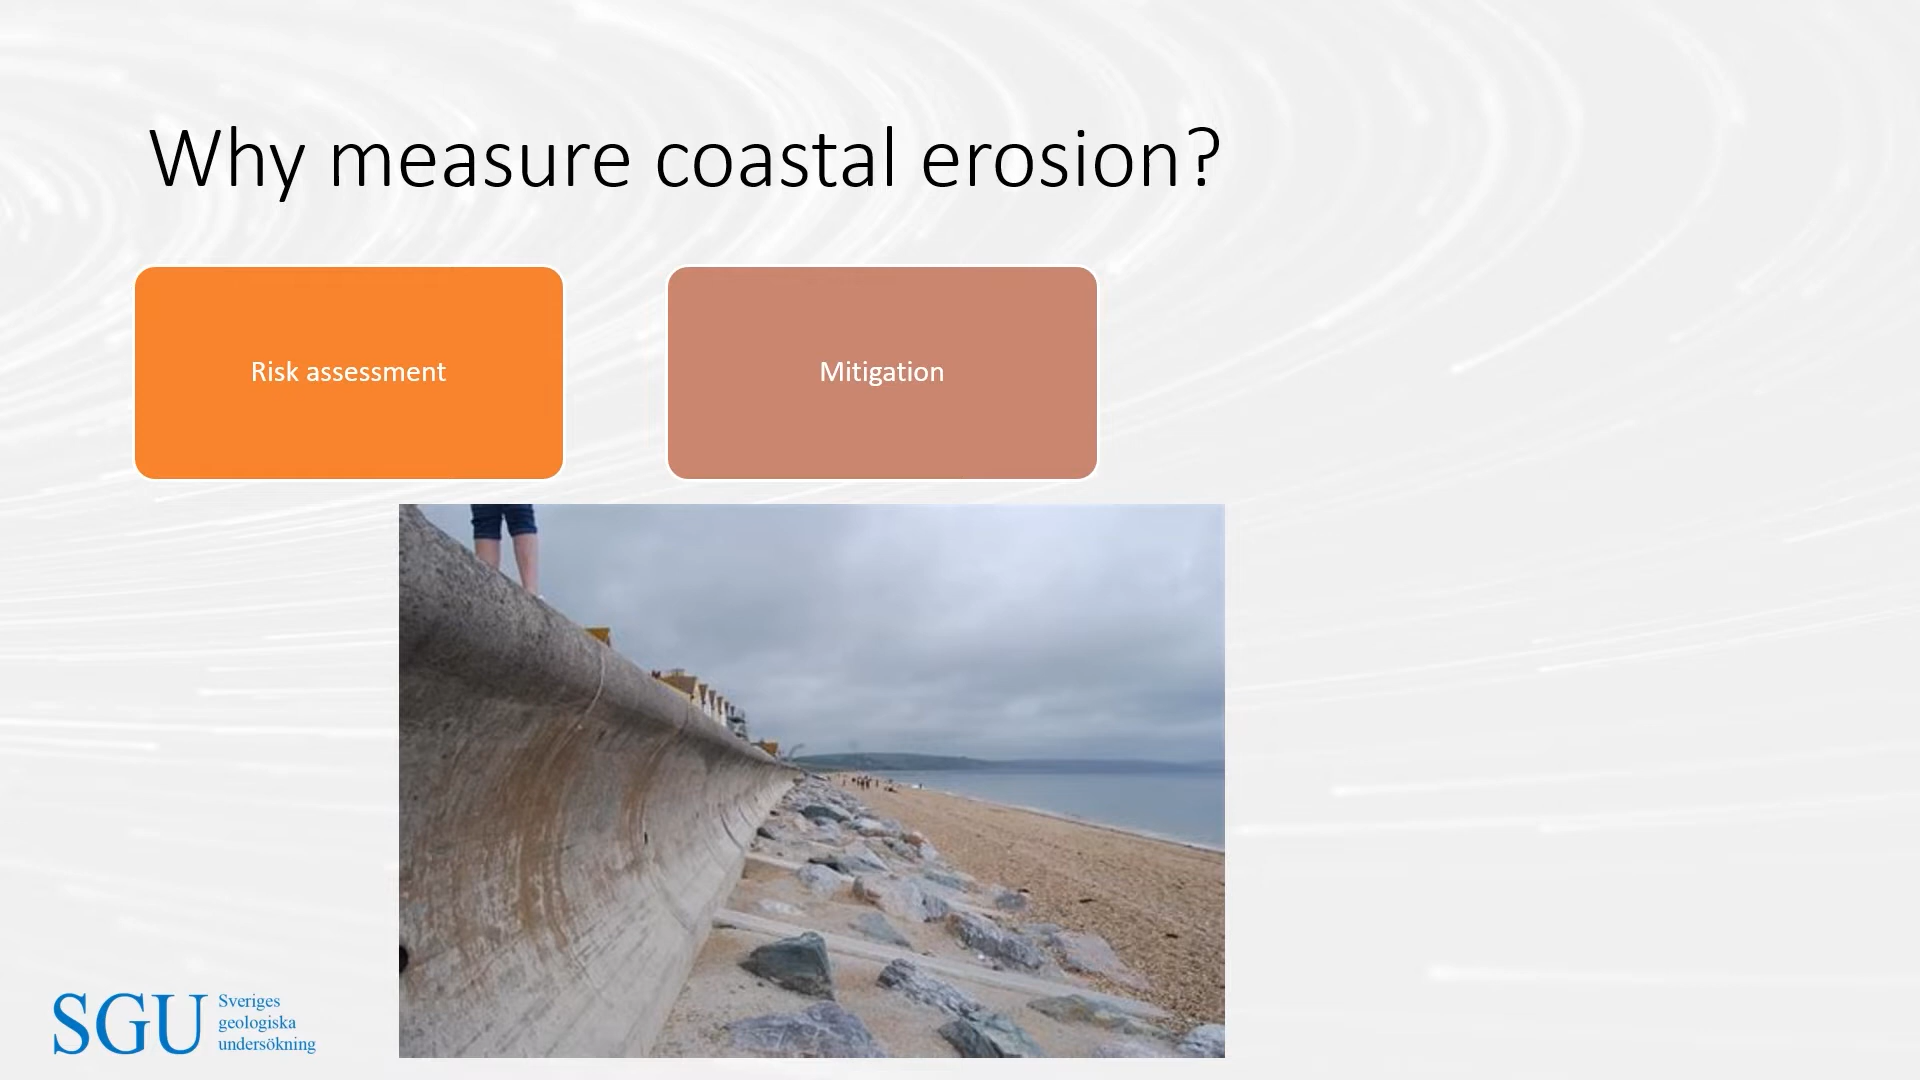 Why measure coastal erosion?
Risk assessment
Mitigation
SGU
Sveriges
geologiska
undersökning